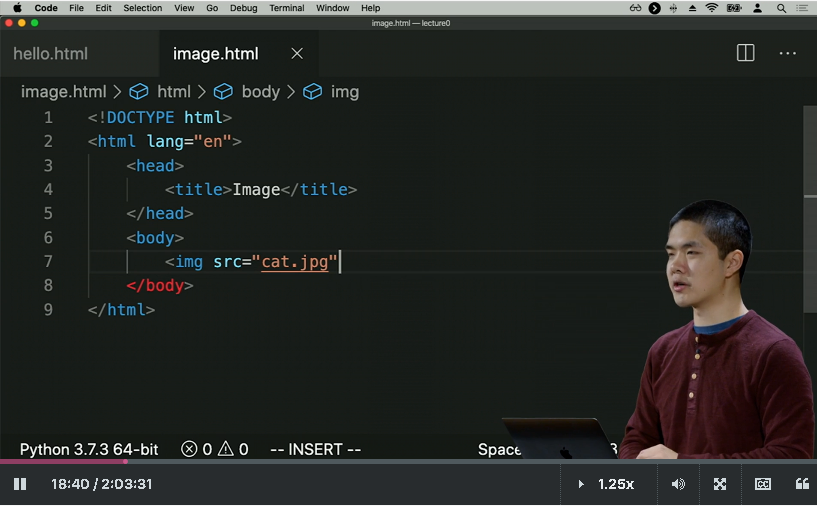 Code File Edit Selection View Go Debug Terminal Window Help
image.html — lecture0
hello.html image.html
image.html > html > body > img
1 <!DOCTYPE html>
2 <html lang="en">
3 <head>
4 <title>Image</title>
5 </head>
6 <body>
7 <img src="cat.jpg"
8 </body>
9 </html>
Python 3.7.3 64-bit 0 0 -- INSERT --
18:40 / 2:03:31 1.25x CC